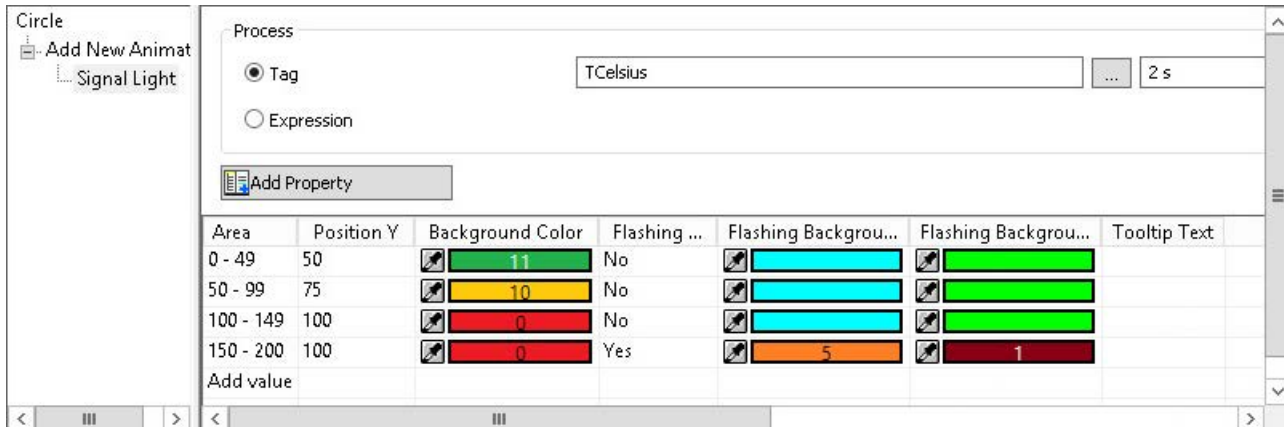 Circle
Add New Animat
Signal Light
Process
Tag
TCelsius
...
2 s
Expression
Add Property
Area Position Y Background Color Flashing ... Flashing Backgrou... Flashing Backgrou... Tooltip Text
0 - 49 50 11 No
50 - 99 75 10 No
100 - 149 100 0 No
150 - 200 100 0 Yes 5 1
Add value